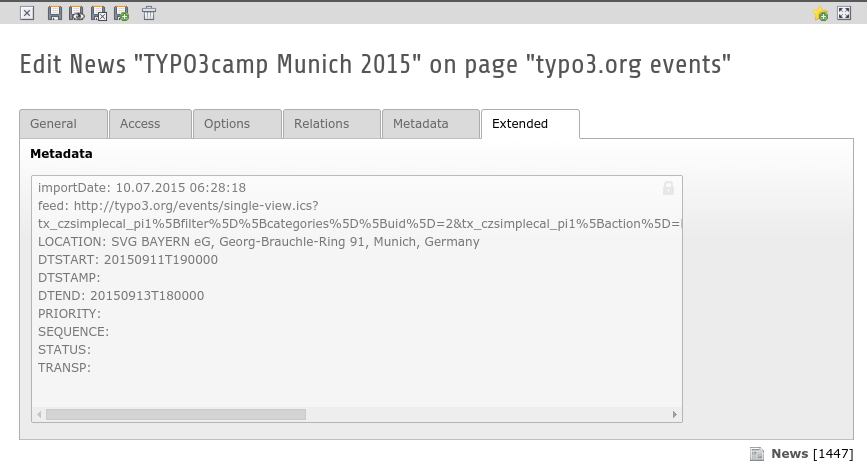 Edit News "TYPO3camp Munich 2015" on page "typo3.org events"
General Access Options Relations Metadata Extended
Metadata
importDate: 10.07.2015 06:28:18
feed: http://typo3.org/events/single-view.ics?
tx_czsimplecal_pi1%5Bfilter%5D%5Bcategories%5D%5Buid%5D=2&tx_czsimplecal_pi1%5Baction%5D=
LOCATION: SVG BAYERN eG, Georg-Brauchle-Ring 91, Munich, Germany
DTSTART: 20150911T190000
DTSTAMP:
DTEND: 20150913T180000
PRIORITY:
SEQUENCE:
STATUS:
TRANSP:
News [1447]